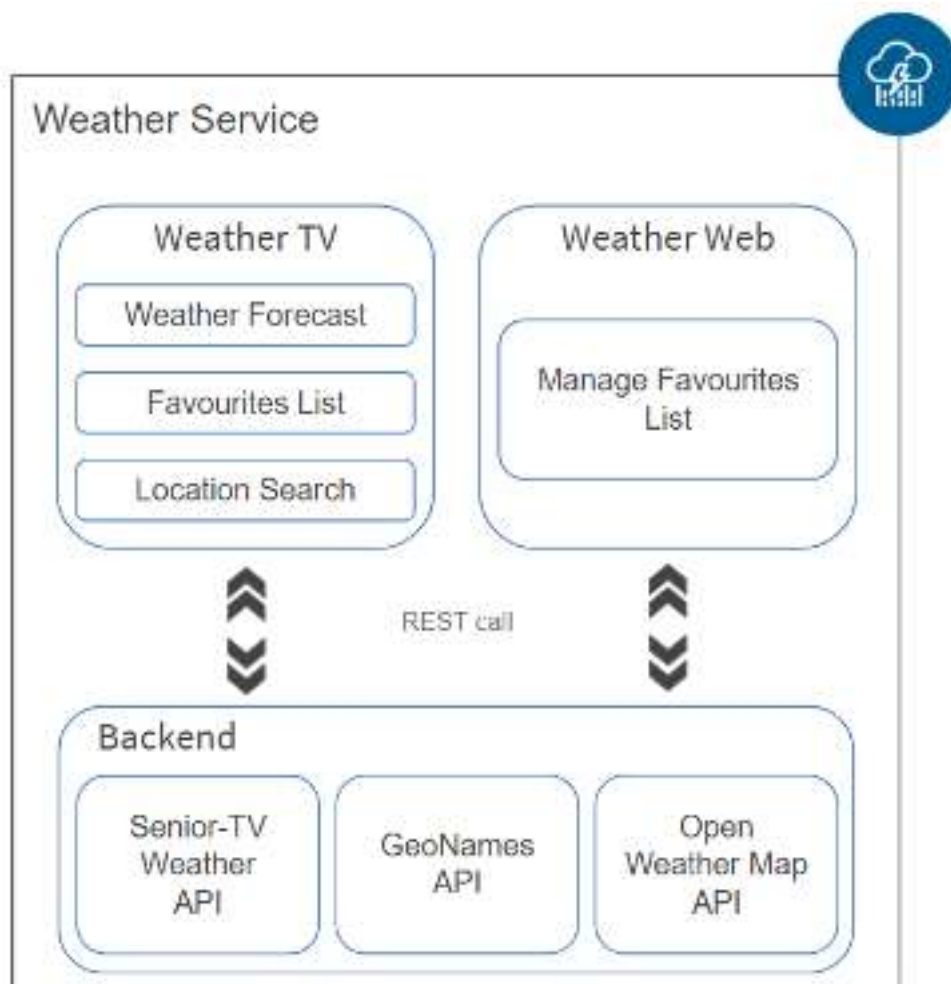 Weather Service
Weather TV
Weather Forecast
Favourites List
Location Search
Weather Web
Manage Favourites
List
REST call
Backend
Senior-TV
Weather
API
GeoNames
API
Open
Weather Map
API